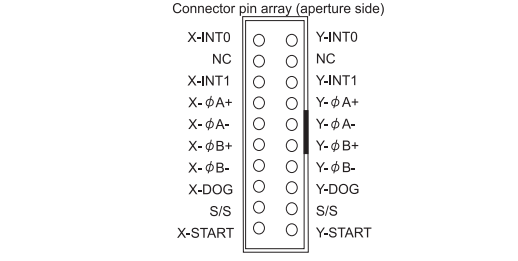 Connector pin array (aperture side)
X-INT0 Y-INT0
NC NC
X-INT1 Y-INT1
X-ϕA+ Y-ϕA+
X-ϕA- Y-ϕA-
X-ϕB+ Y-ϕB+
X-ϕB- Y-ϕB-
X-DOG Y-DOG
S/S S/S
X-START Y-START